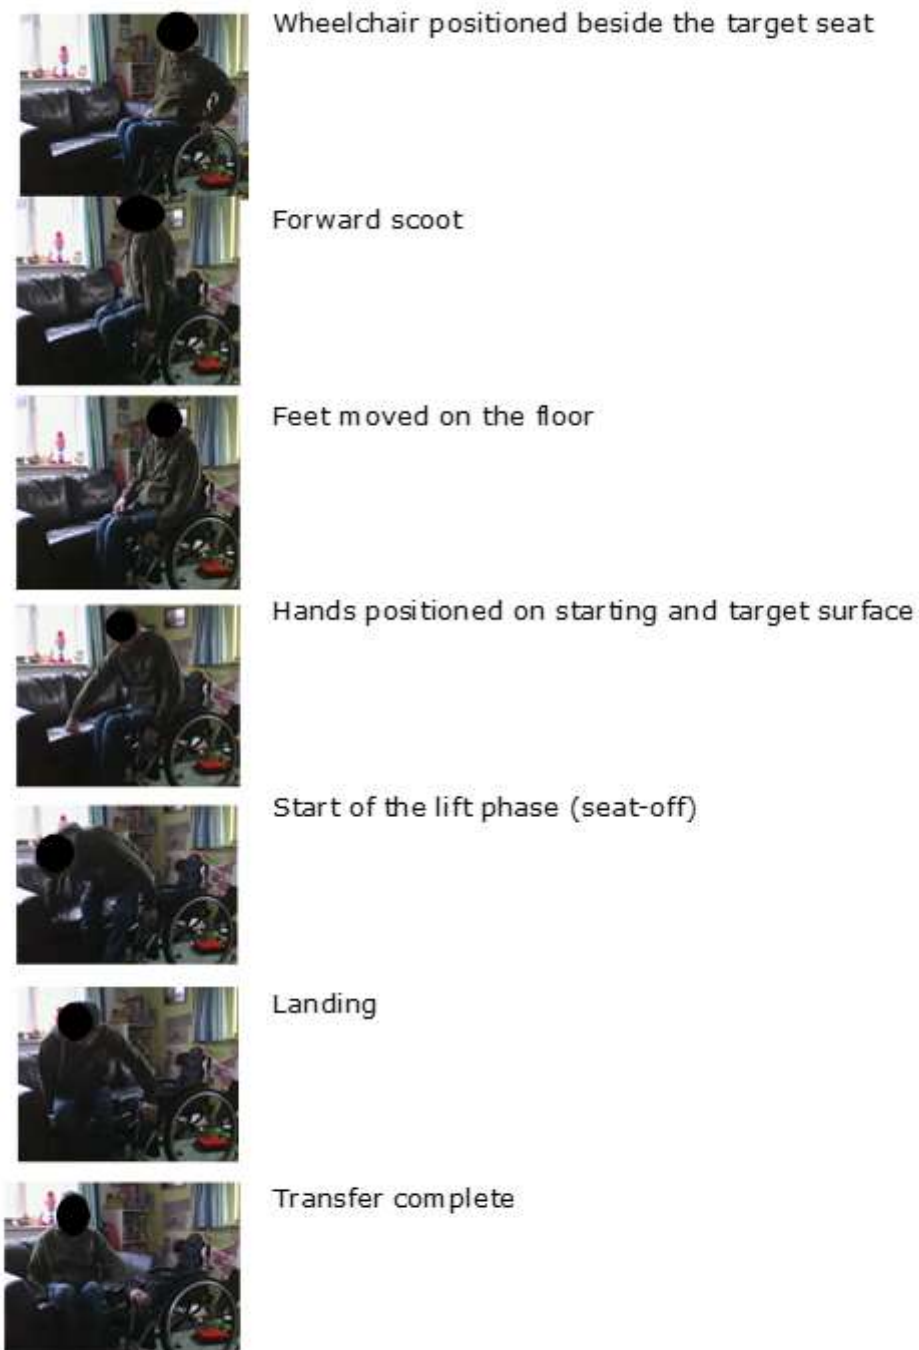 Wheelchair positioned beside the target seat
Forward scoot
Feet moved on the floor
Hands positioned on starting and target surface
Start of the lift phase (seat-off)
Landing
Transfer complete